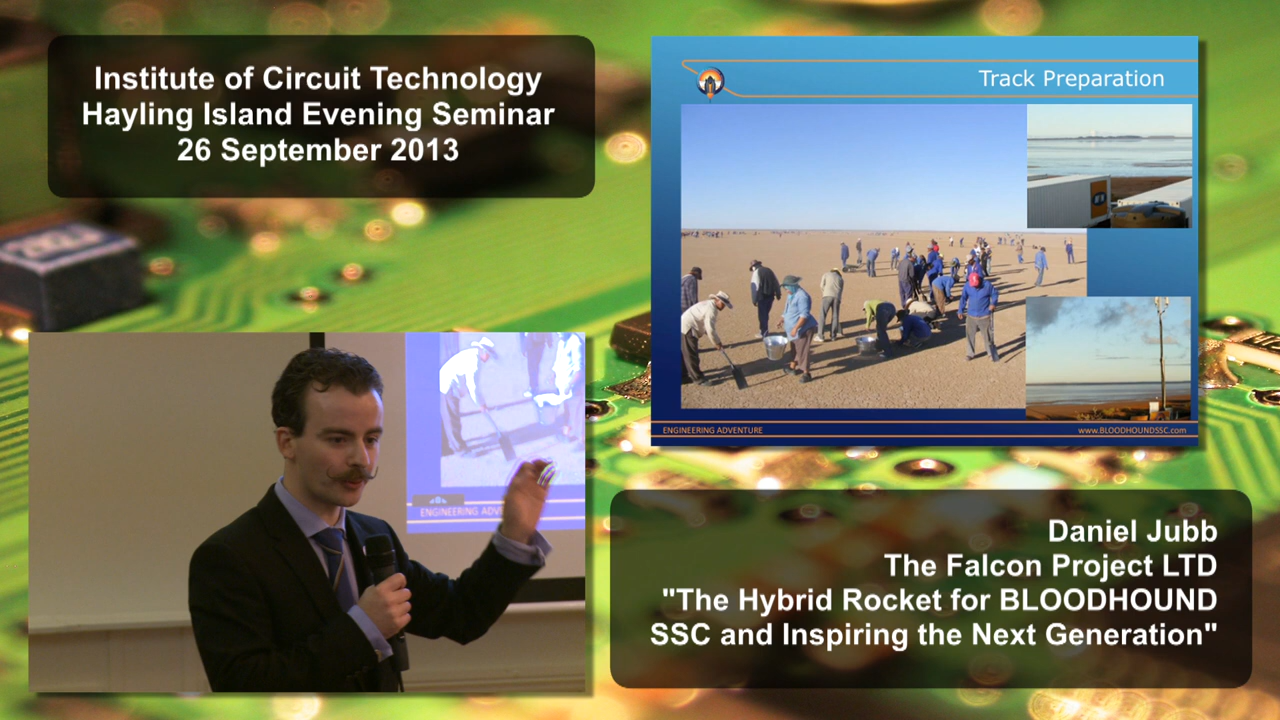 Institute of Circuit Technology
Hayling Island Evening Seminar
26 September 2013
Track Preparation
ENGINEERING ADVENTURE
www.BLOODHOUNDSSC.com
ENGINEERING ADVE
Daniel Jubb
The Falcon Project LTD
"The Hybrid Rocket for BLOODHOUND
SSC and Inspiring the Next Generation"